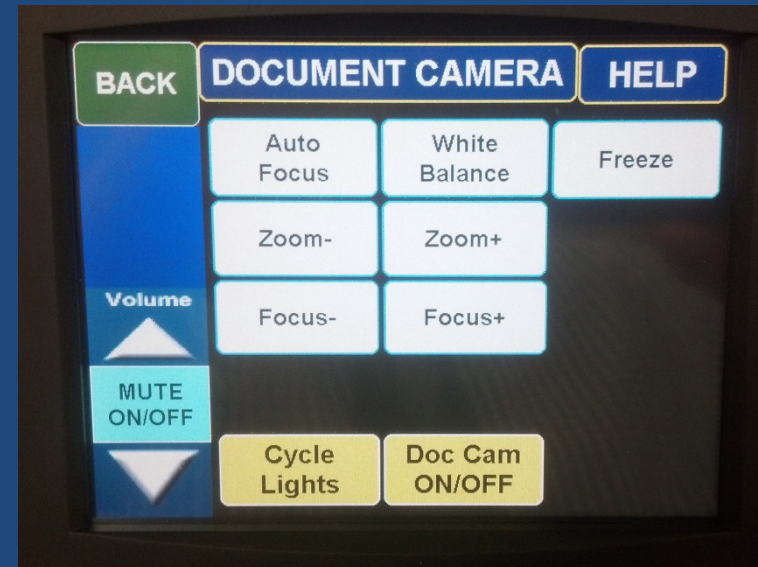 BACK
DOCUMENT CAMERA
HELP
Auto
Focus
White
Balance
Freeze
Zoom-
Zoom+
Volume
Focus-
Focus+
MUTE
ON/OFF
Cycle
Lights
Doc Cam
ON/OFF